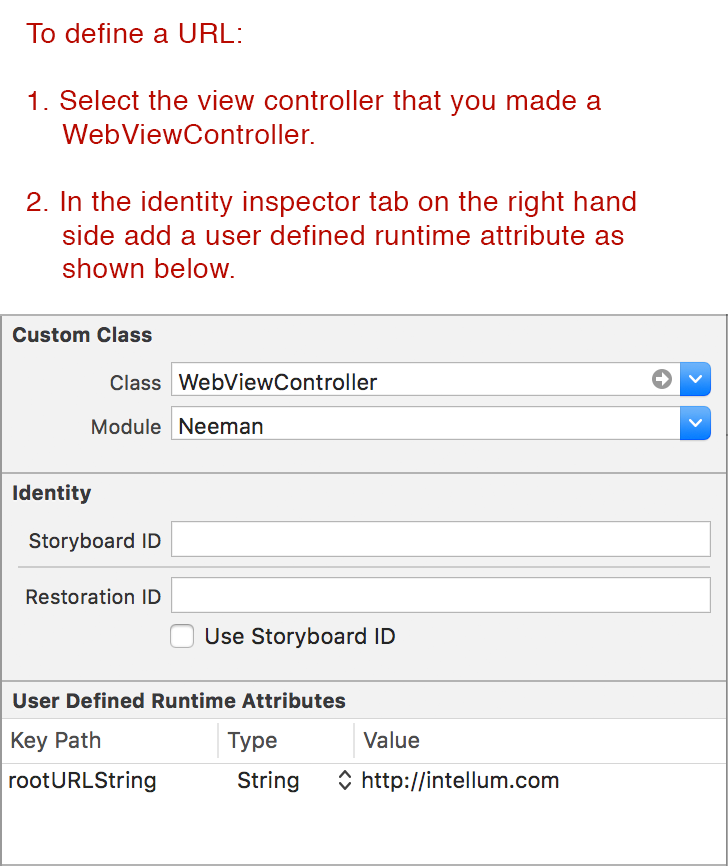 To define a URL:
1. Select the view controller that you made a
WebViewController.
2. In the identity inspector tab on the right hand
side add a user defined runtime attribute as
shown below.
Custom Class
Class WebViewController
Module Neeman
Identity
Storyboard ID
Restoration ID
Use Storyboard ID
User Defined Runtime Attributes
Key Path Type Value
rootURLString String http://intellum.com